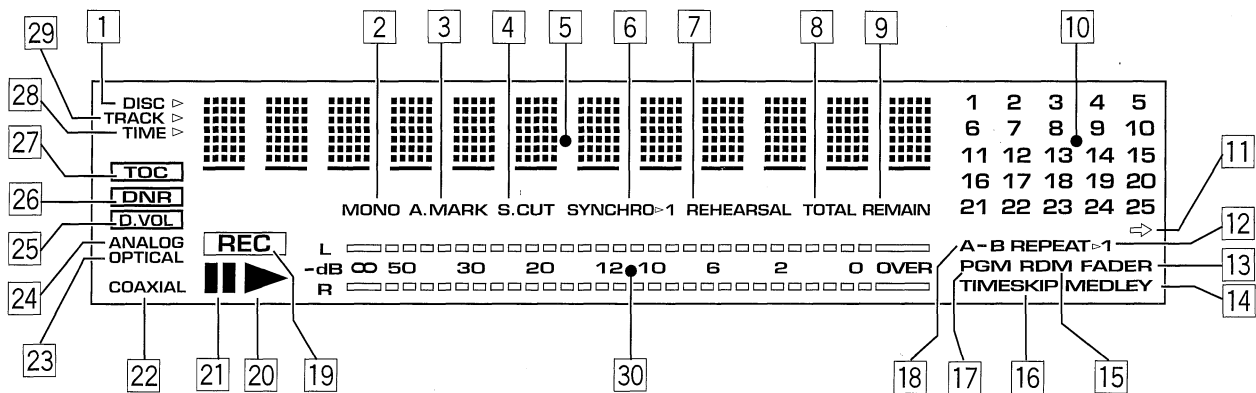 29 1 2 3 4 5 6 7 8 9 10
28
DISC ▷
TRACK ▷
TIME ▷
27
TOC
26
DNR
25
D.VOL
24
ANALOG
23
OPTICAL
COAXIAL
REC
MONO A.MARK S.CUT SYNCHRO▷1 REHEARSAL TOTAL REMAIN
L
-dB ∞ 50 30 20 12 10 6 2 0 OVER
R
1 2 3 4 5
6 7 8 9 10
11 12 13 14 15
16 17 18 19 20
21 22 23 24 25
⇨ 11
A-B REPEAT▷1 12
PGM RDM FADER 13
TIMESKIP MEDLEY 14
22 21 20 19 30 18 17 16 15